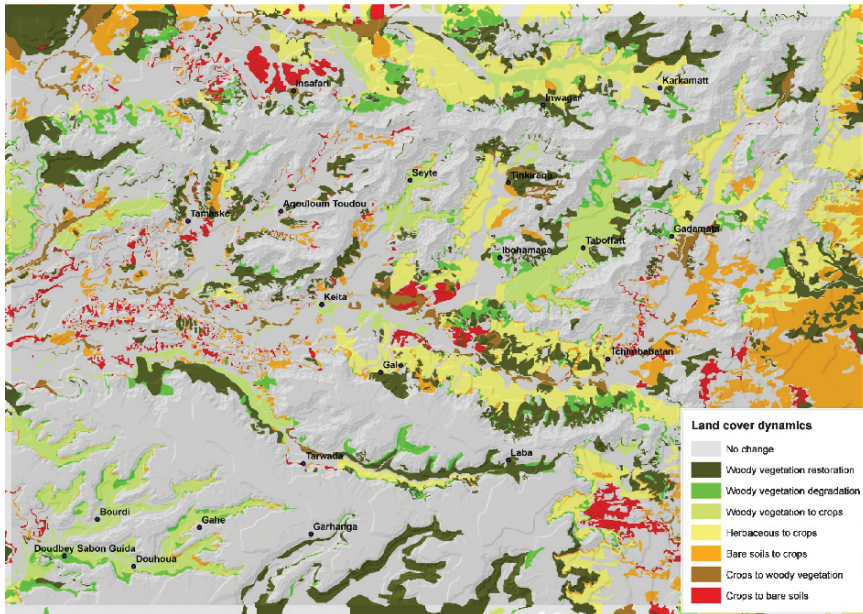 Insafari
Karkamatt
Inwagar
Seyte
Tinkirana
Agouloum Toudou
Tamaske
Gadamata
Taboffatt
Ibohamana
Keita
Tchimbabatan
Gale
Land cover dynamics
No change
Woody vegetation restoration
Woody vegetation degradation
Woody vegetation to crops
Herbaceous to crops
Bare soils to crops
Crops to woody vegetation
Crops to bare soils
Laba
Tarwada
Bourdi
Gahe
Garhanga
Doudbey Sabon Guida
Douhoua